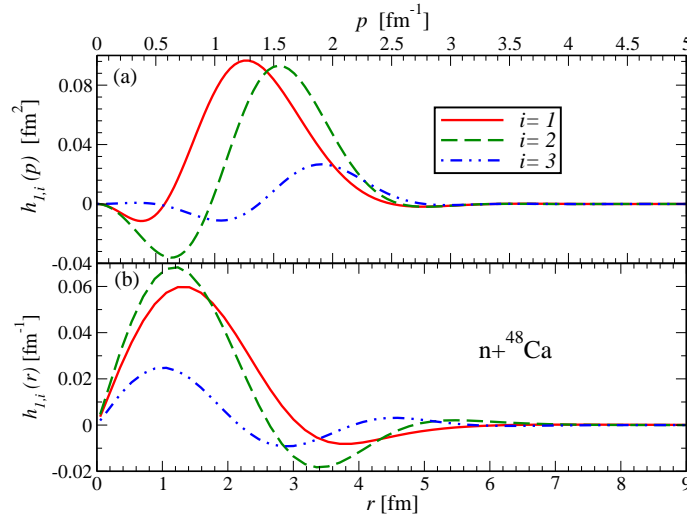 p [fm⁻¹]
0 0.5 1 1.5 2 2.5 3 3.5 4 4.5 5
(a)
h₁,ᵢ(p) [fm²]
0.08
0.04
0
-0.04
i= 1
i= 2
i= 3
(b)
h₁,ᵢ(r) [fm⁻¹]
0.06
0.04
0.02
0
-0.02
n+⁴⁸Ca
0 1 2 3 4 5 6 7 8 9
r [fm]